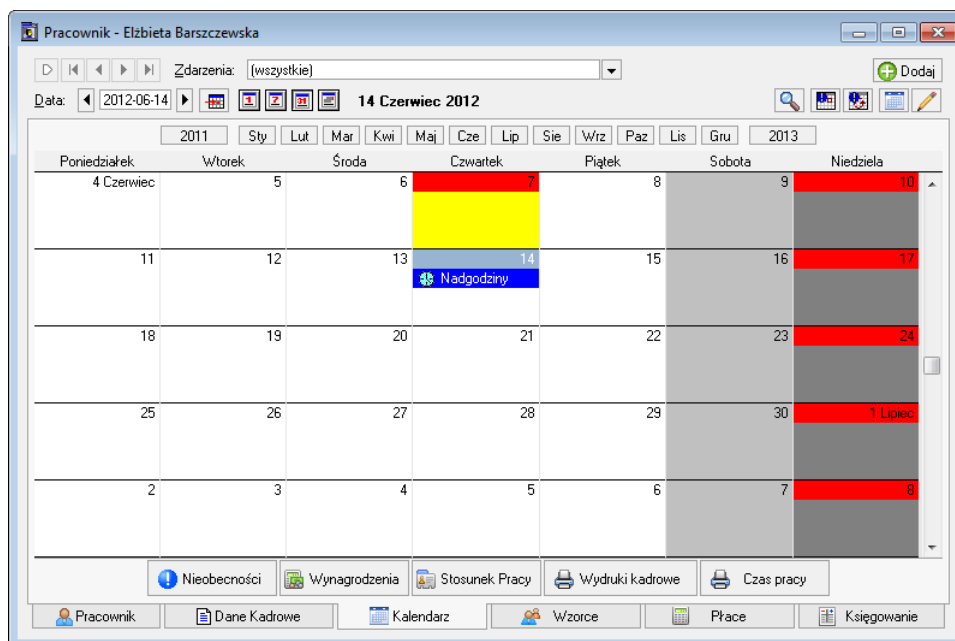 Pracownik - Elżbieta Barszczewska
D Zdarzenia: (wszystkie) Dodaj
Data: 2012-06-14 1 7 31 14 Czerwiec 2012
2011 Sty Lut Mar Kwi Maj Cze Lip Sie Wrz Paz Lis Gru 2013
Poniedziałek Wtorek Środa Czwartek Piątek Sobota Niedziela
4 Czerwiec 5 6 7 8 9 10
11 12 13 14 15 16 17
Nadgodziny
18 19 20 21 22 23 24
25 26 27 28 29 30 1 Lipiec
2 3 4 5 6 7 8
Nieobecności Wynagrodzenia Stosunek Pracy Wydruki kadrowe Czas pracy
Pracownik Dane Kadrowe Kalendarz Wzorce Płace Księgowanie